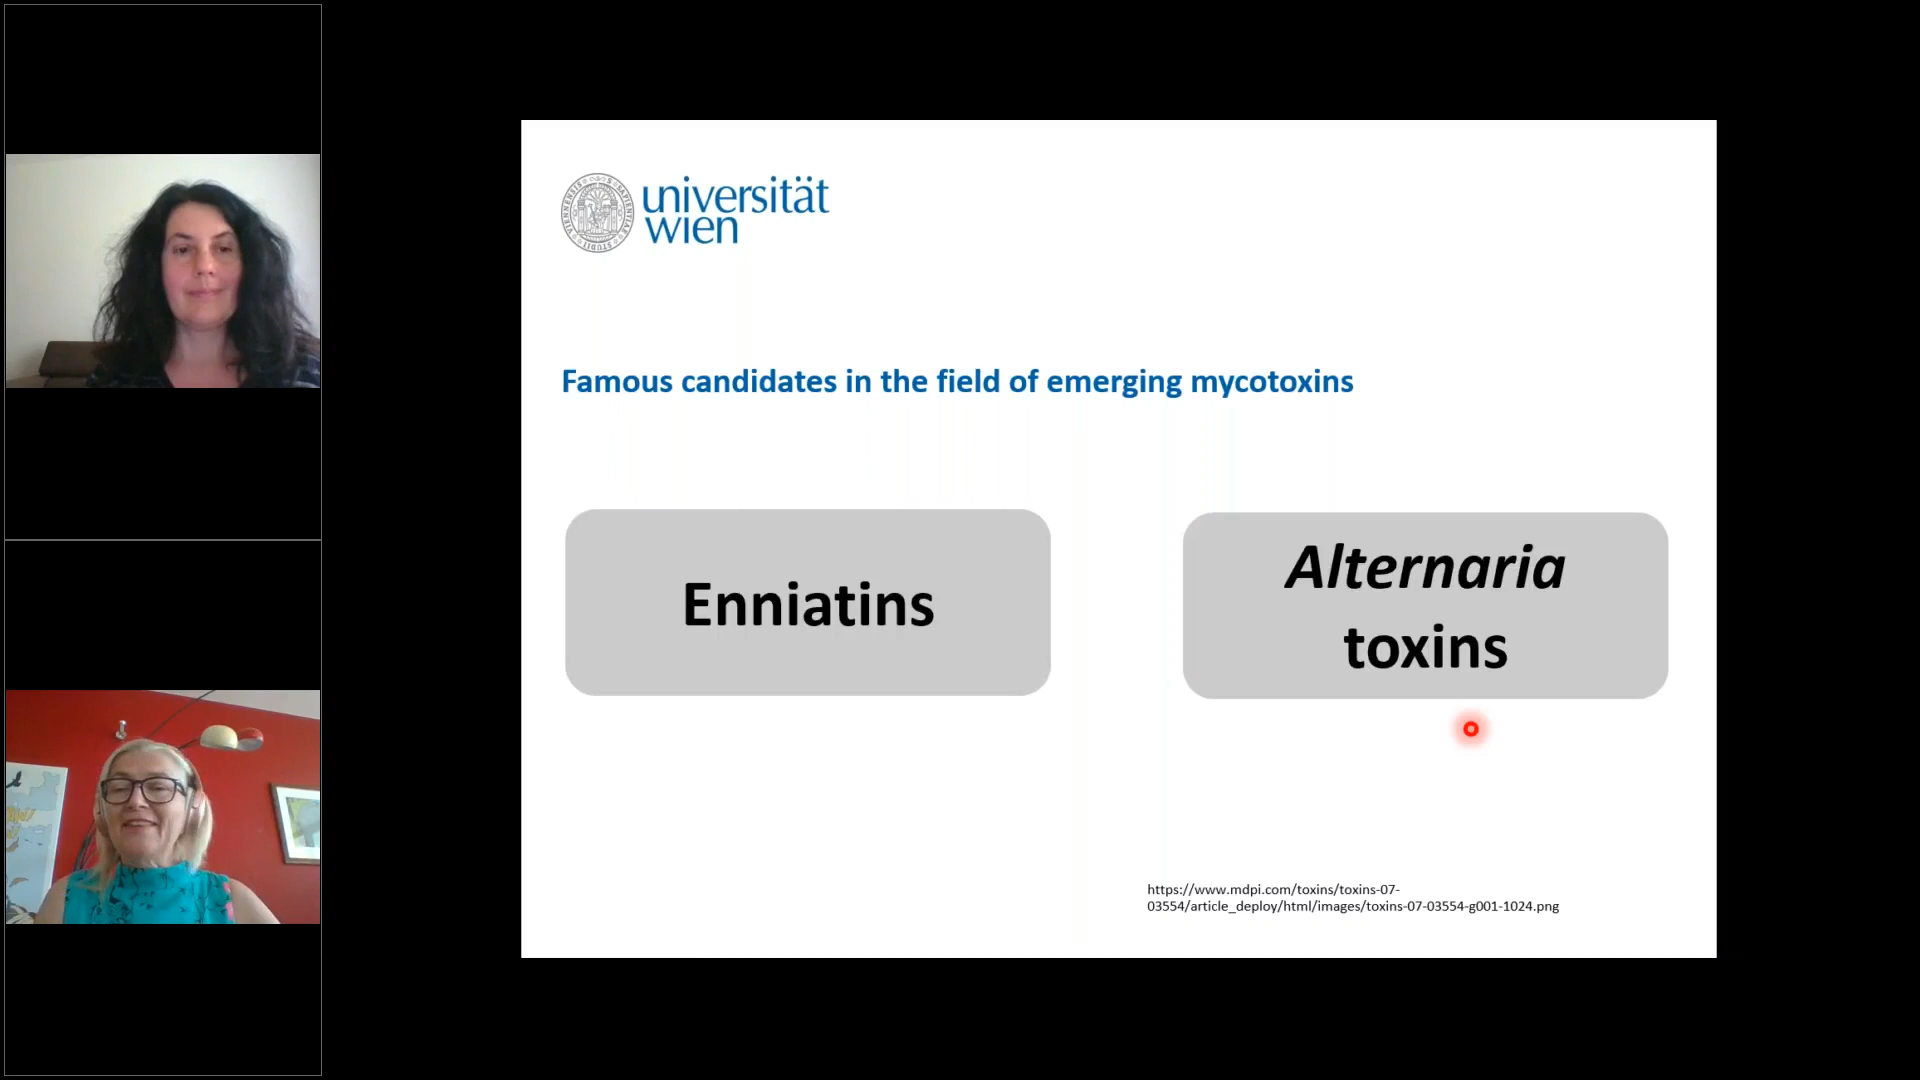 universität
wien
Famous candidates in the field of emerging mycotoxins
Enniatins
Alternaria
toxins
https://www.mdpi.com/toxins/toxins-07-
03554/article_deploy/html/images/toxins-07-03554-g001-1024.png